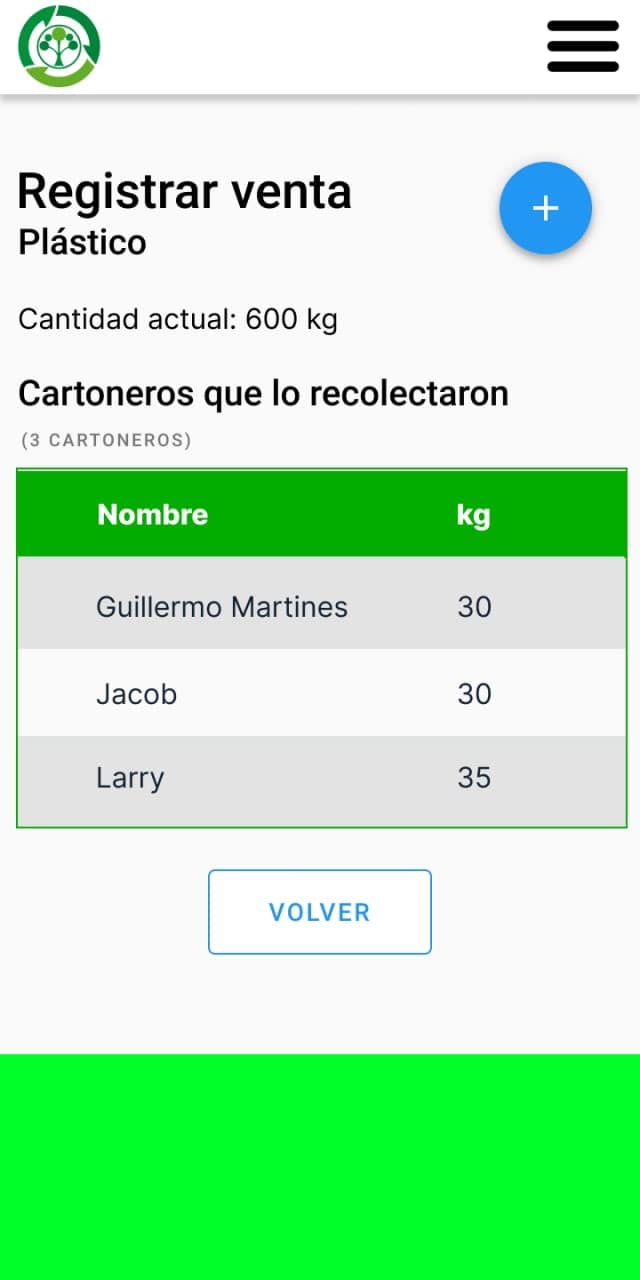 Registrar venta
+
Plástico
Cantidad actual: 600 kg
Cartoneros que lo recolectaron
(3 CARTONEROS)
Nombre kg
Guillermo Martines 30
Jacob 30
Larry 35
VOLVER